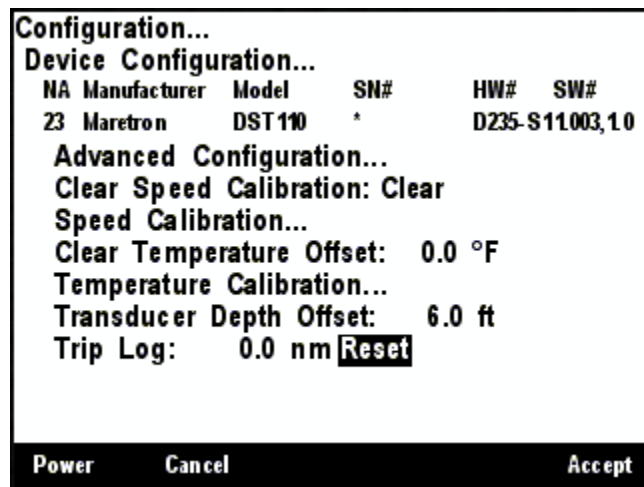 Configuration...
Device Configuration...
NA Manufacturer Model SN# HW# SW#
23 Maretron DST110 * D235-S11.003,1.0
Advanced Configuration...
Clear Speed Calibration: Clear
Speed Calibration...
Clear Temperature Offset: 0.0 °F
Temperature Calibration...
Transducer Depth Offset: 6.0 ft
Trip Log: 0.0 nm Reset
Power Cancel Accept